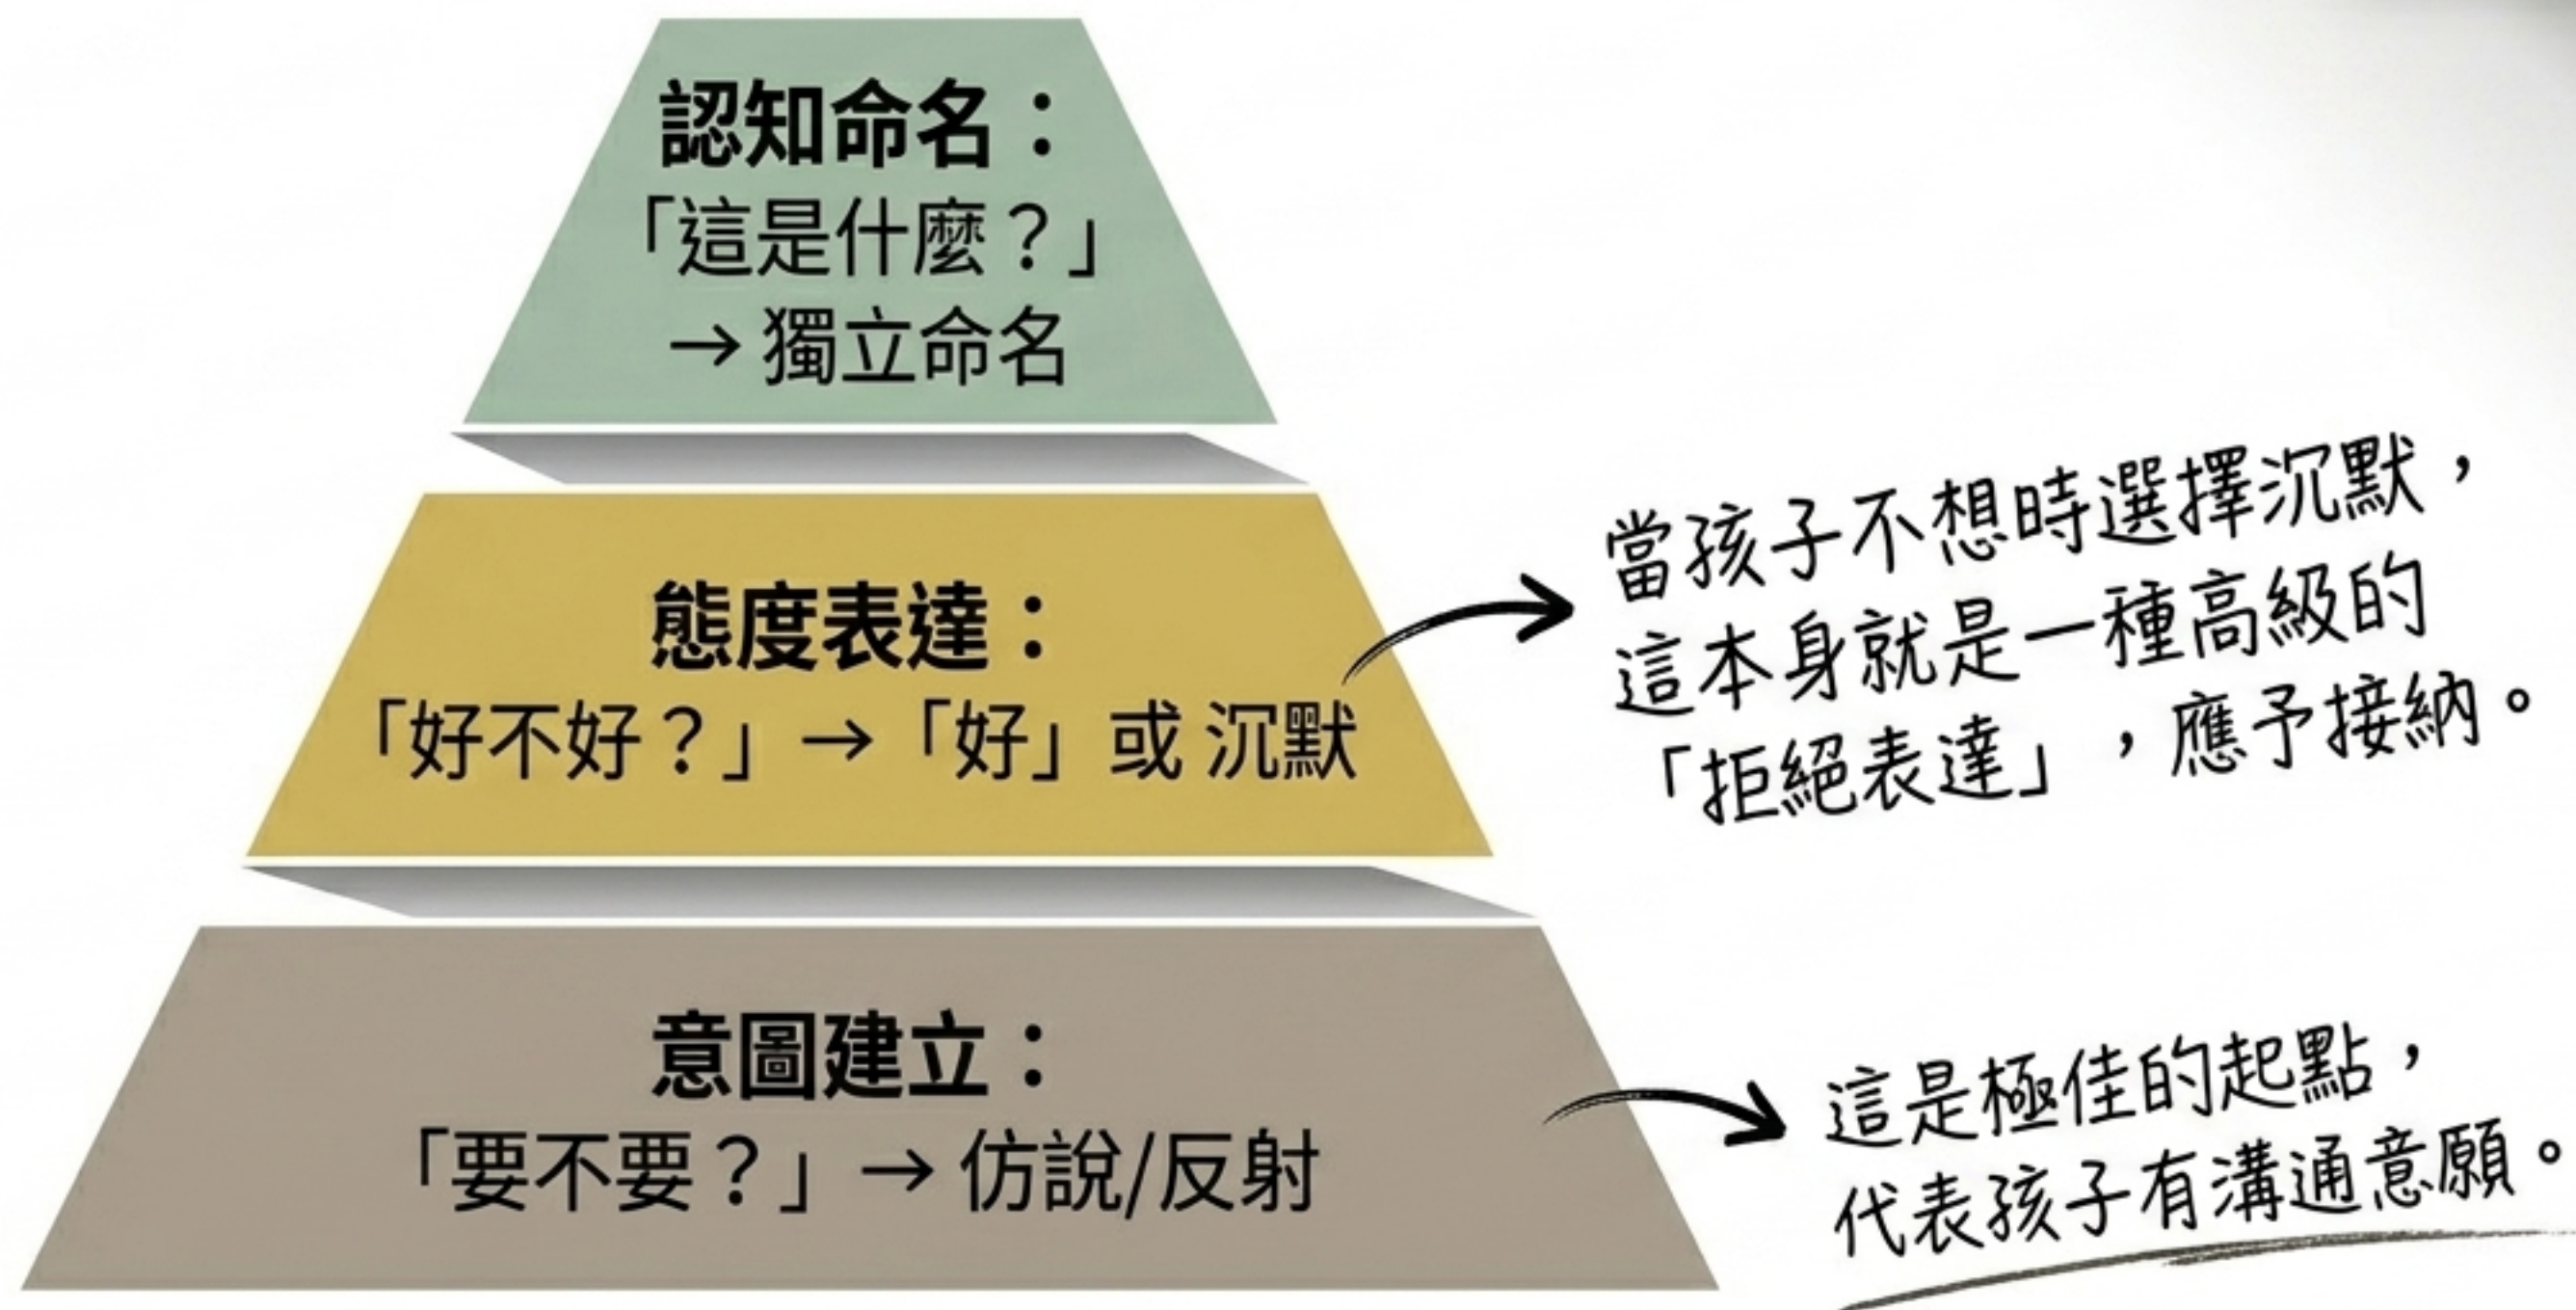 認知命名：
「這是什麼？」
→ 獨立命名
態度表達：
「好不好？」→「好」或 沉默
當孩子不想時選擇沉默，
這本身就是一種高級的
「拒絕表達」，應予接納。
意圖建立：
「要不要？」→ 仿說/反射
這是極佳的起點，
代表孩子有溝通意願。